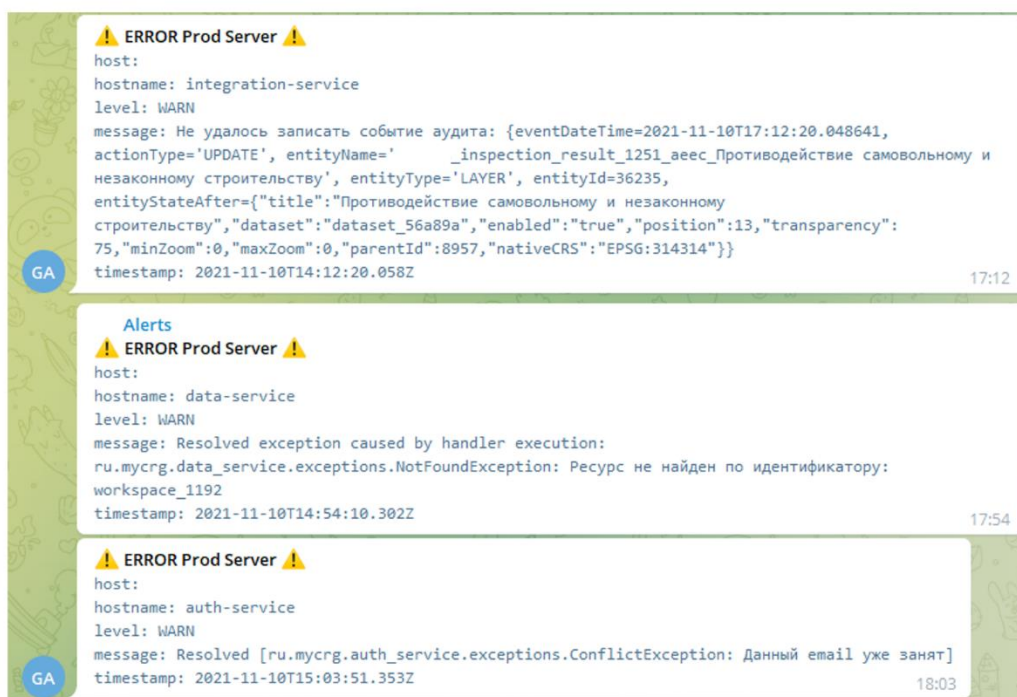 ⚠ ERROR Prod Server ⚠
host:
hostname: integration-service
level: WARN
message: Не удалось записать событие аудита: {eventDateTime=2021-11-10T17:12:20.048641,
actionType='UPDATE', entityName='      _inspection_result_1251_aeec_Противодействие самовольному и
незаконному строительству', entityType='LAYER', entityId=36235,
entityStateAfter={"title":"Противодействие самовольному и незаконному
строительству","dataset":"dataset_56a89a","enabled":"true","position":13,"transparency":
75,"minZoom":0,"maxZoom":0,"parentId":8957,"nativeCRS":"EPSG:314314"}}
GA
timestamp: 2021-11-10T14:12:20.058Z
17:12
Alerts
⚠ ERROR Prod Server ⚠
host:
hostname: data-service
level: WARN
message: Resolved exception caused by handler execution:
ru.mycrg.data_service.exceptions.NotFoundException: Ресурс не найден по идентификатору:
workspace_1192
timestamp: 2021-11-10T14:54:10.302Z
17:54
⚠ ERROR Prod Server ⚠
host:
hostname: auth-service
level: WARN
message: Resolved [ru.mycrg.auth_service.exceptions.ConflictException: Данный email уже занят]
GA
timestamp: 2021-11-10T15:03:51.353Z
18:03